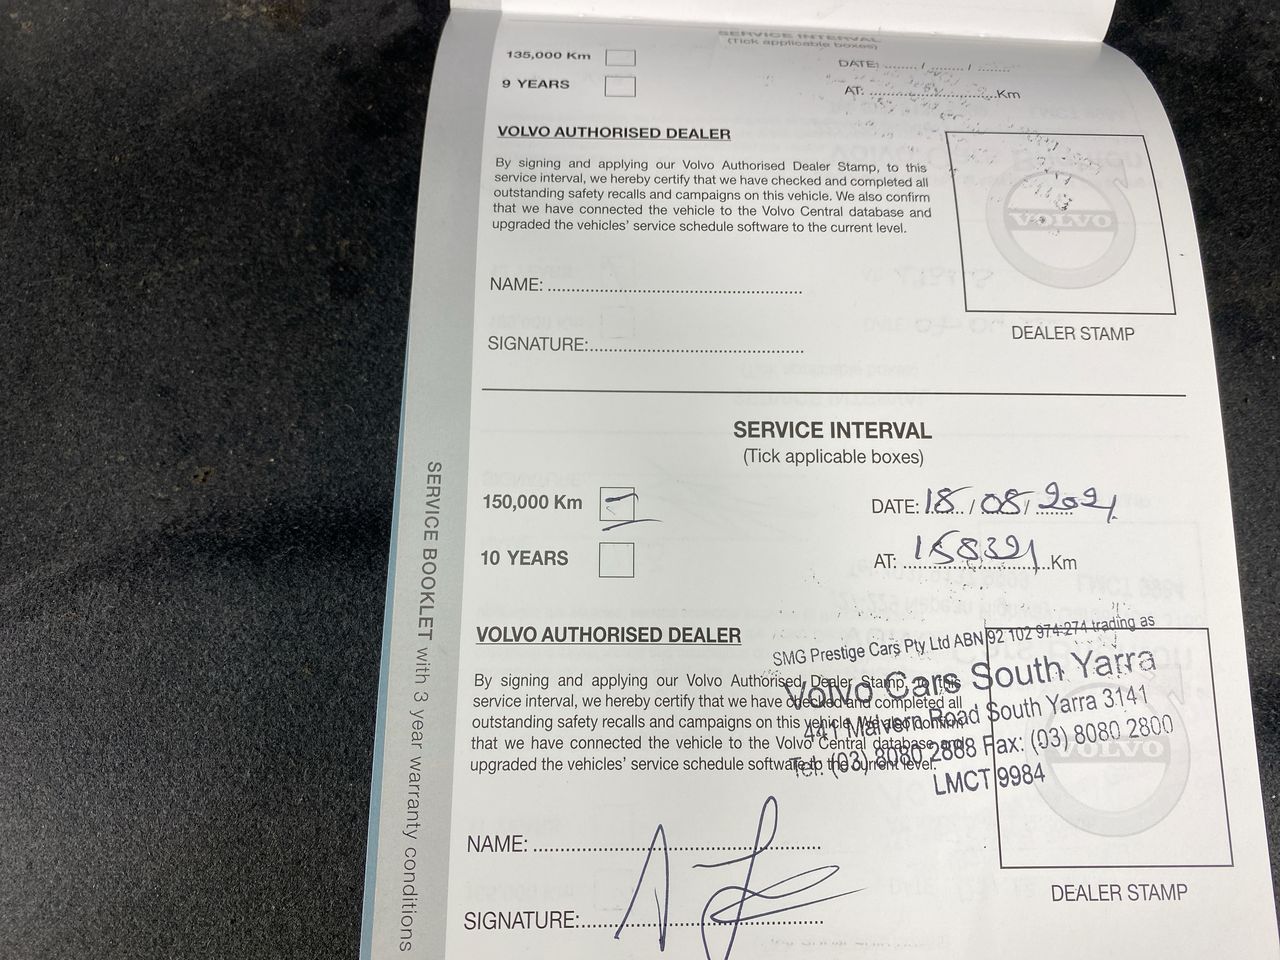 SERVICE INTERVAL
(Tick applicable boxes)
135,000 Km
DATE: ......../......../........
9 YEARS
AT: ..............................Km
VOLVO AUTHORISED DEALER
By signing and applying our Volvo Authorised Dealer Stamp, to this
service interval, we hereby certify that we have checked and completed all
outstanding safety recalls and campaigns on this vehicle. We also confirm
that we have connected the vehicle to the Volvo Central database and
upgraded the vehicles' service schedule software to the current level.
VOLVO
NAME: ....................................................
SIGNATURE:............................................
DEALER STAMP
SERVICE INTERVAL
(Tick applicable boxes)
150,000 Km
DATE: 18/08/2021
10 YEARS
AT: 158391 Km
VOLVO AUTHORISED DEALER
By signing and applying our Volvo Authorised Dealer Stamp, to this
service interval, we hereby certify that we have checked and completed all
outstanding safety recalls and campaigns on this vehicle. We also confirm
that we have connected the vehicle to the Volvo Central database and
upgraded the vehicles' service schedule software to the current level.
SMG Prestige Cars Pty Ltd ABN 92 102 974 274 trading as
Volvo Cars South Yarra
441 Malvern Road South Yarra 3141
Tel: (03) 8080 2888 Fax: (03) 8080 2800
LMCT 9984
VOLVO
NAME: ....................................................
SIGNATURE:............................................
DEALER STAMP
SERVICE BOOKLET with 3 year warranty conditions